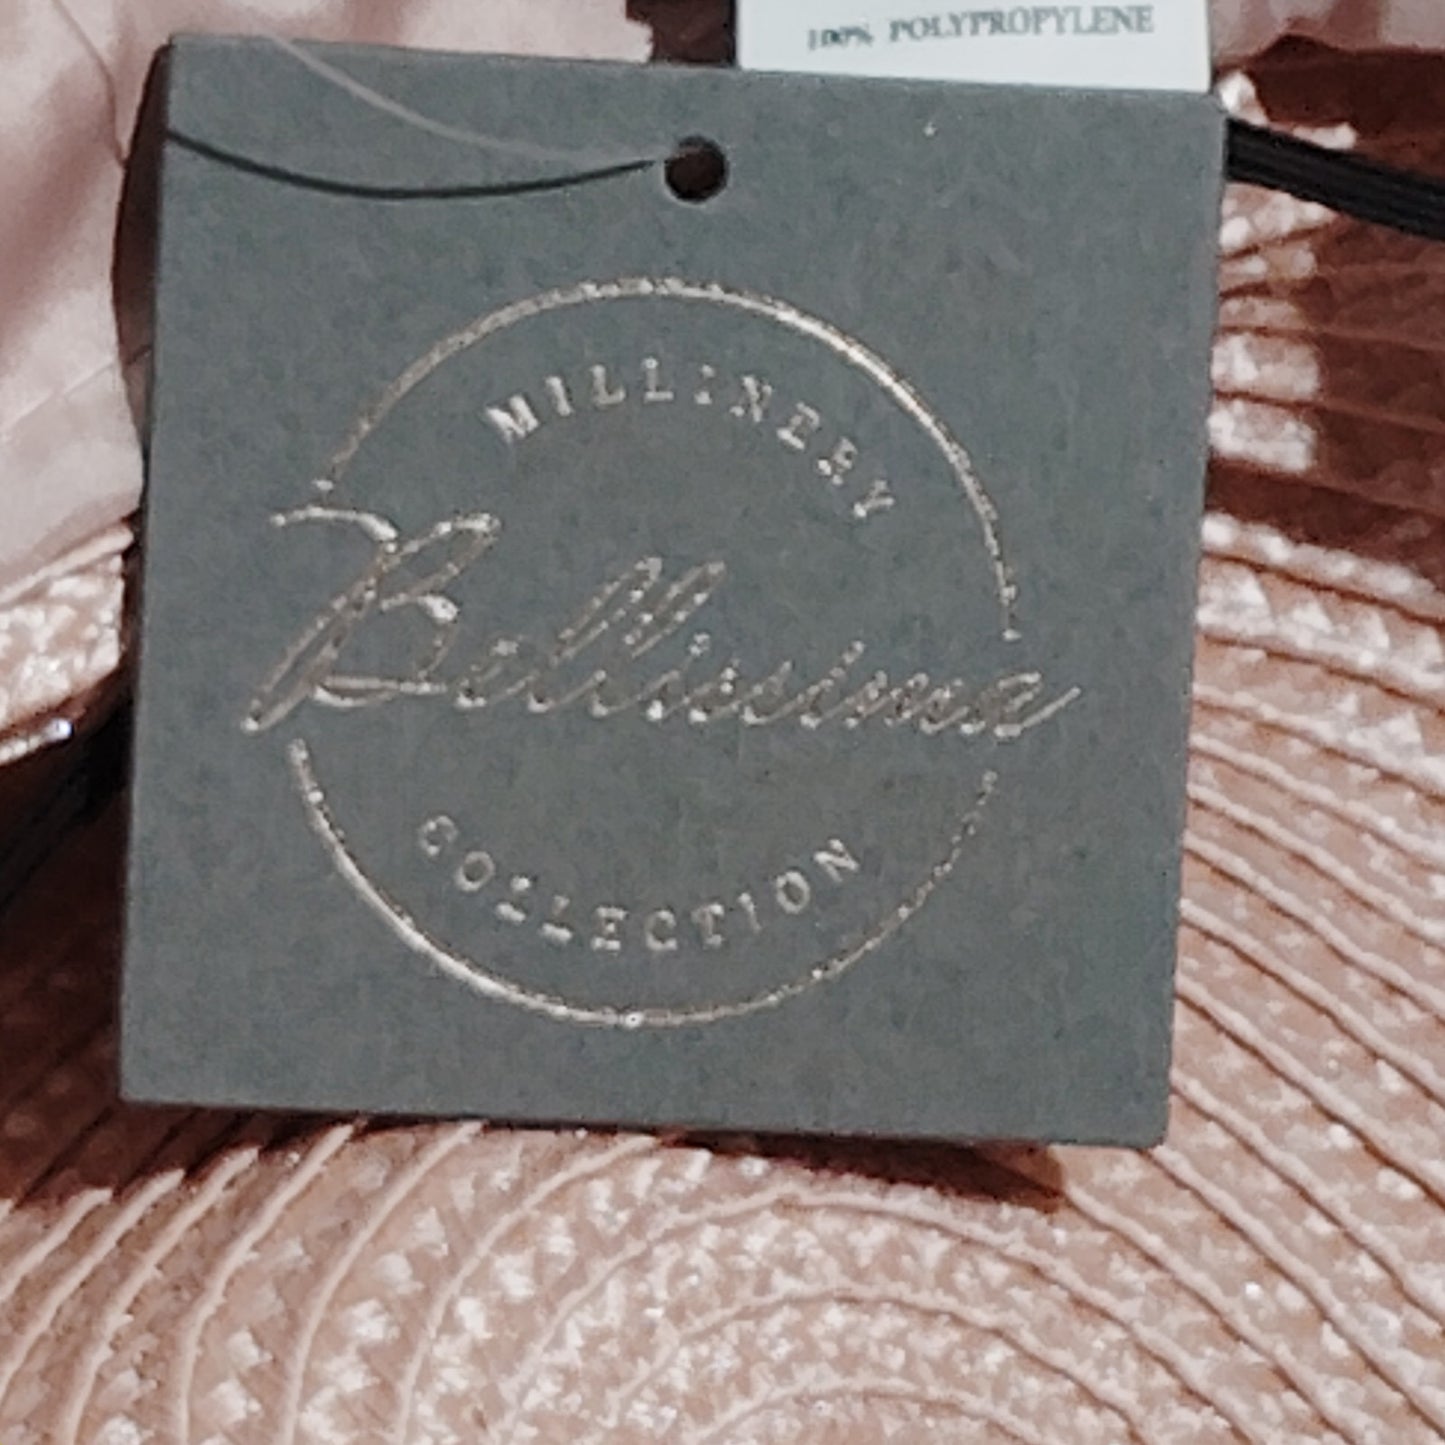 100% POLYPROPYLENE
MILLINERY
Bellissima
COLLECTION